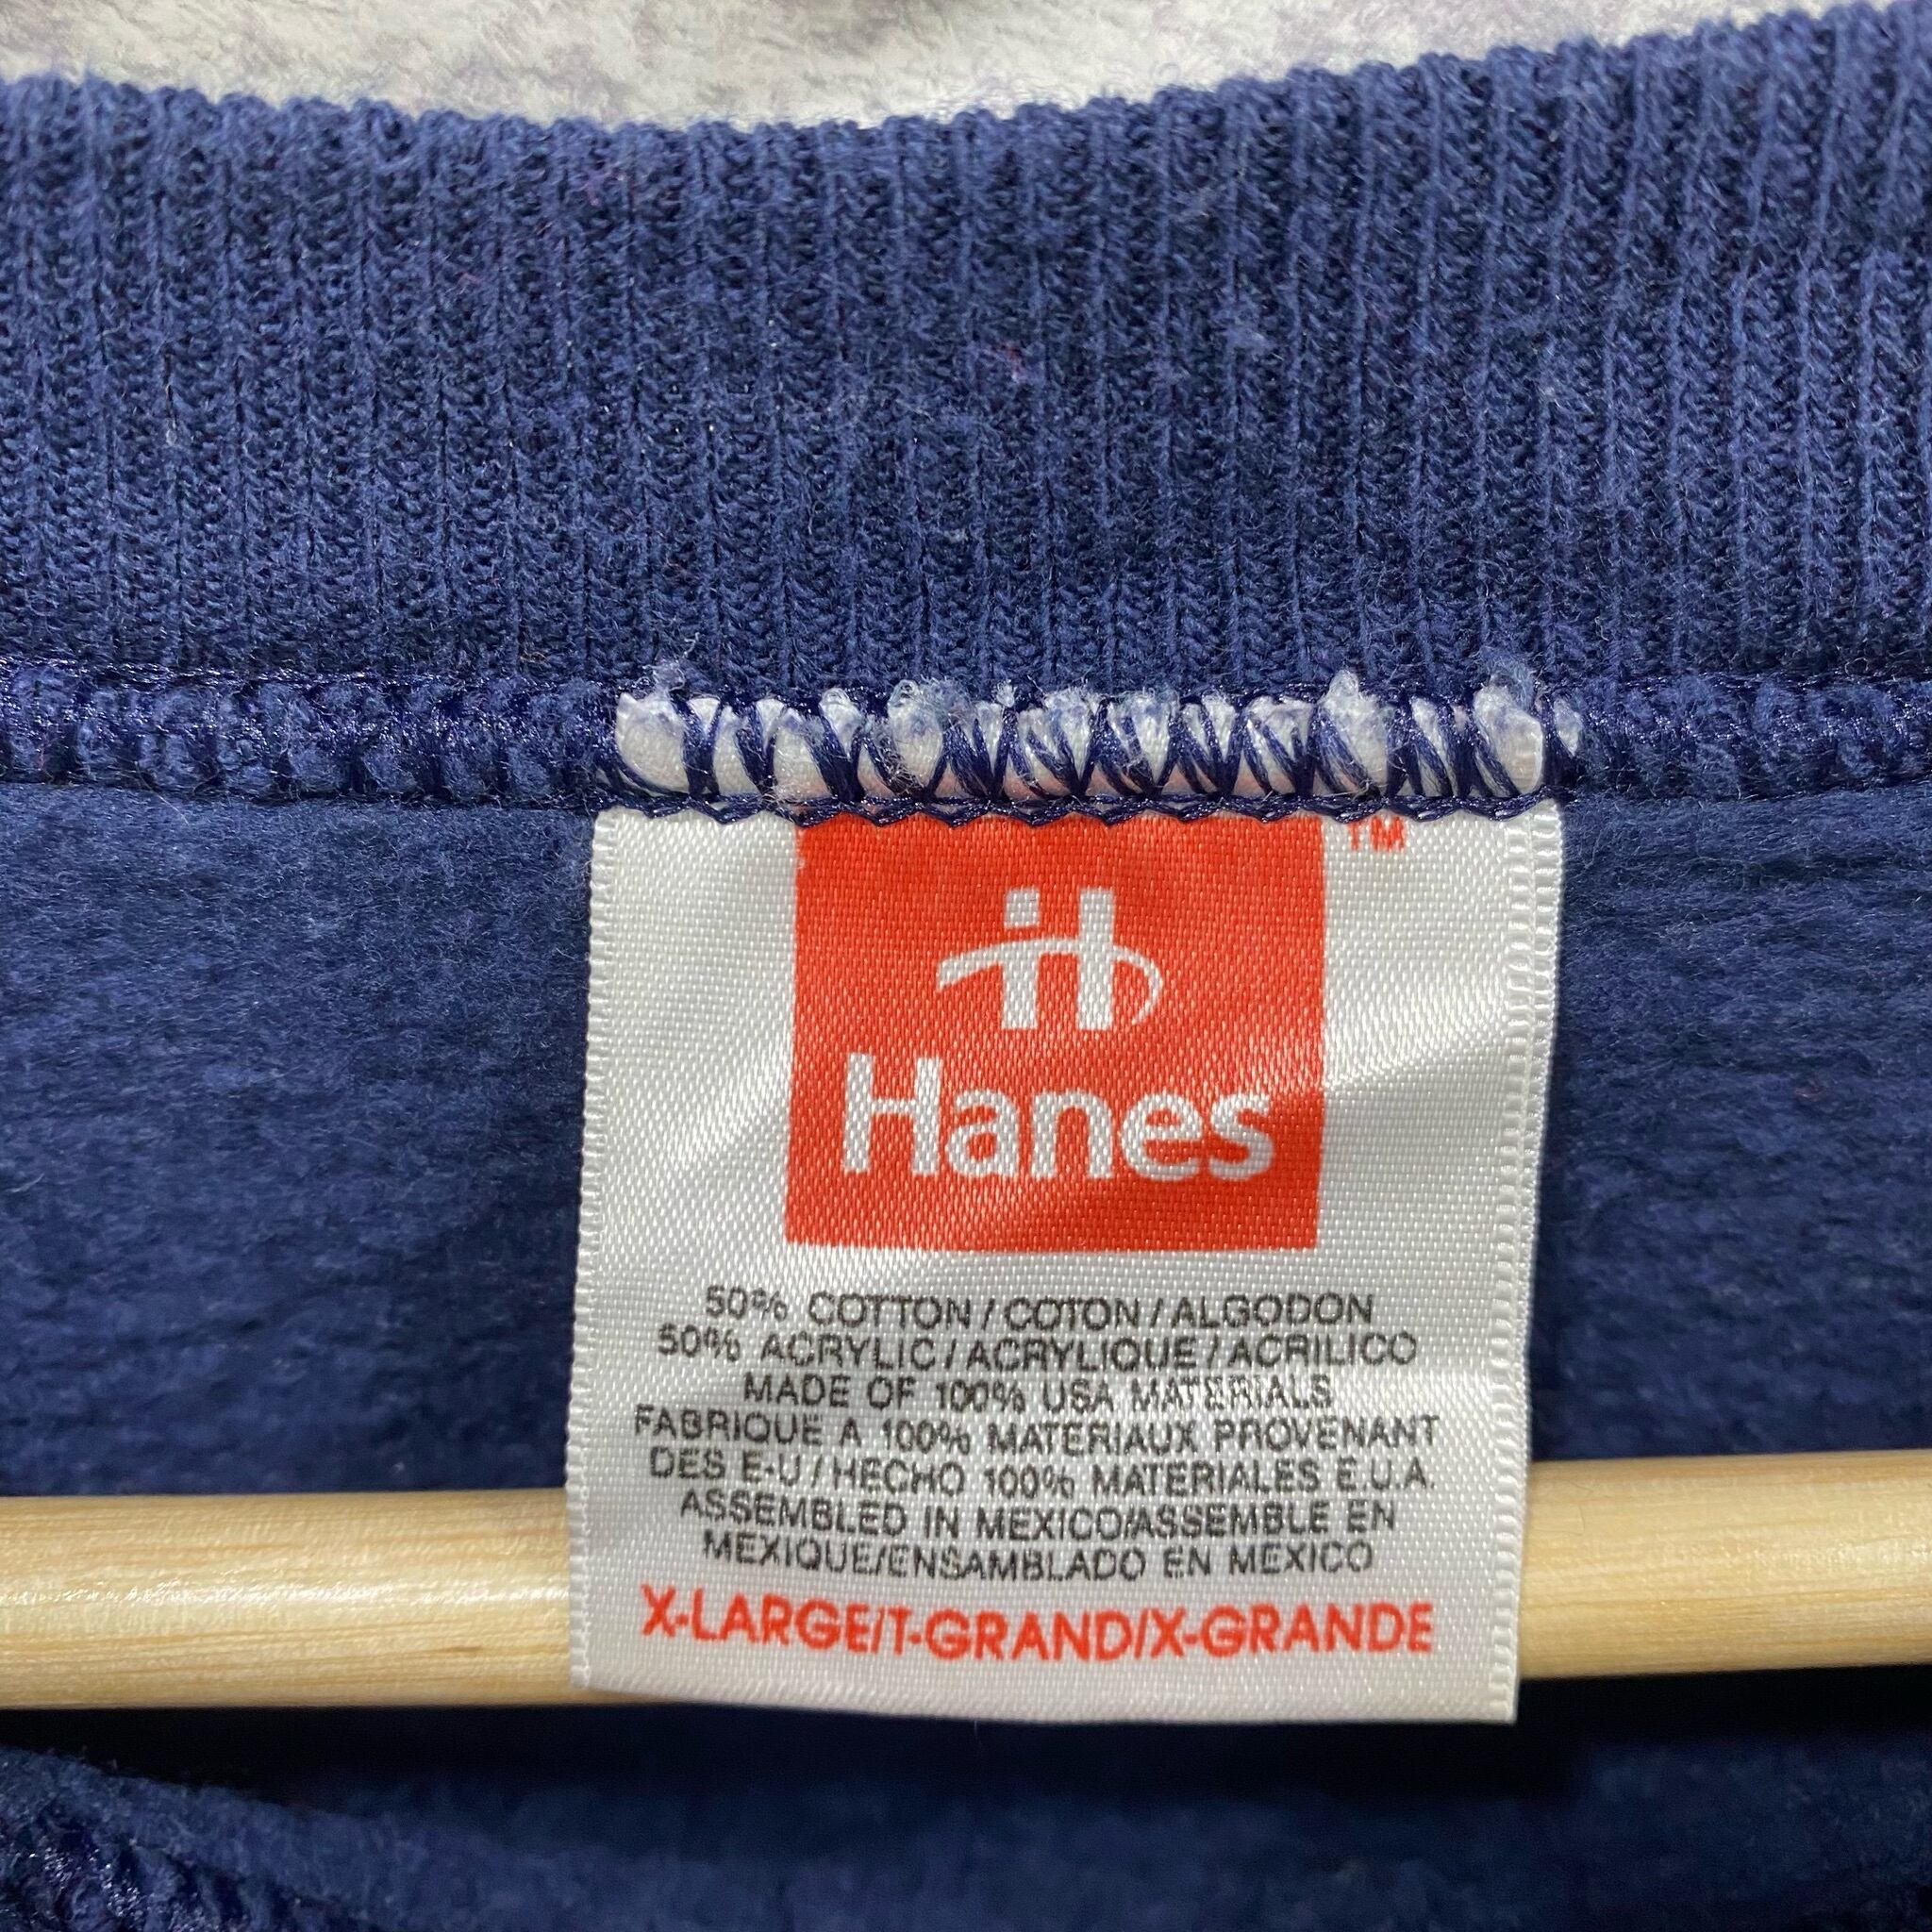 TM
Hanes
50% COTTON / COTON / ALGODON
50% ACRYLIC / ACRYLIQUE / ACRILICO
MADE OF 100% USA MATERIALS
FABRIQUE A 100% MATERIAUX PROVENANT
DES E-U / HECHO 100% MATERIALES E.U.A.
ASSEMBLED IN MEXICO/ASSEMBLE EN
MEXIQUE/ENSAMBLADO EN MEXICO
X-LARGE/T-GRAND/X-GRANDE